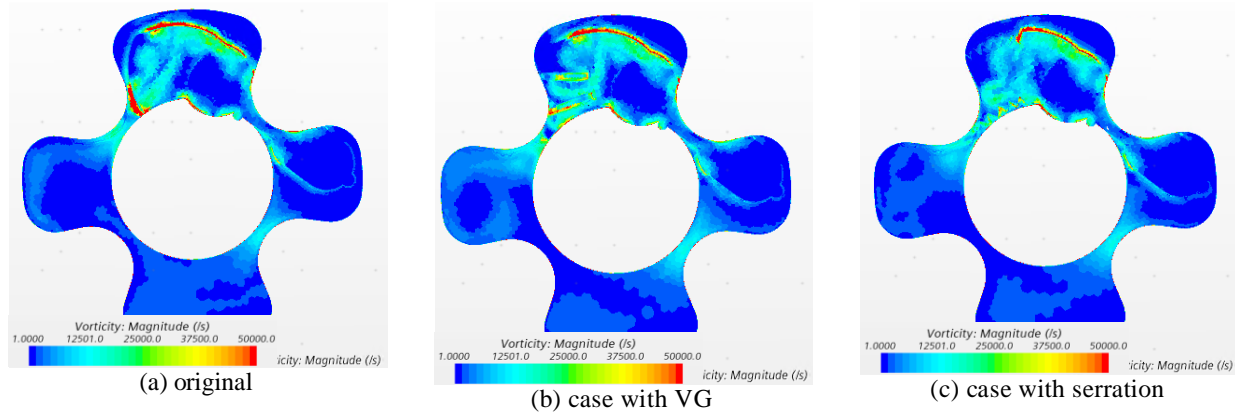 Vorticity: Magnitude (/s)
1.0000 12501.0 25000.0 37500.0 50000.0
icity: Magnitude (/s)
(a) original
Vorticity: Magnitude (/s)
1.0000 12501.0 25000.0 37500.0 50000.0
icity: Magnitude (/s)
(b) case with VG
Vorticity: Magnitude (/s)
1.0000 12501.0 25000.0 37500.0 50000.0
icity: Magnitude (/s)
(c) case with serration